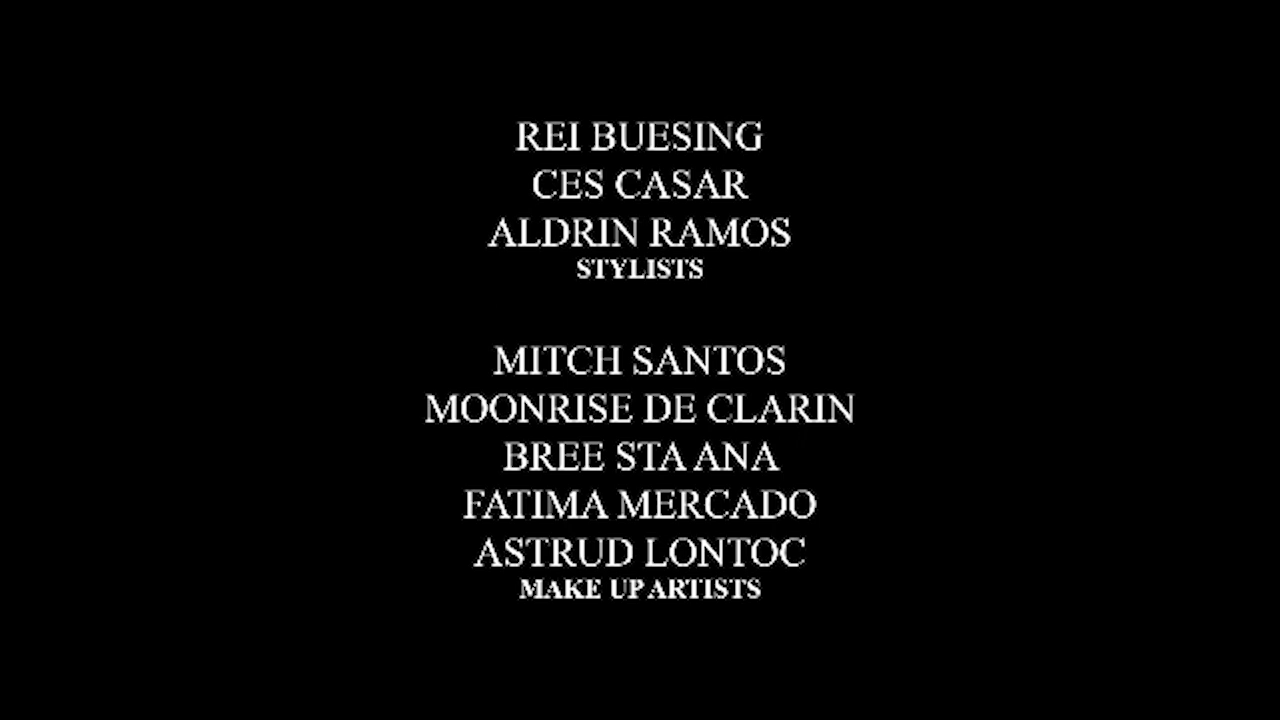 REI BUESING
CES CASAR
ALDRIN RAMOS
STYLISTS
MITCH SANTOS
MOONRISE DE CLARIN
BREE STA ANA
FATIMA MERCADO
ASTRUD LONTOC
MAKE UP ARTISTS